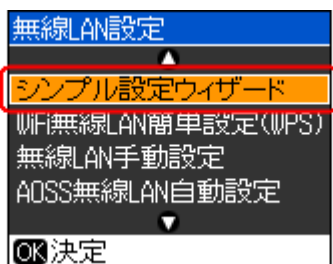 無線LAN設定
シンプル設定ウィザード
WiFi無線LAN簡単設定(WPS)
無線LAN手動設定
AOSS無線LAN自動設定
OK決定